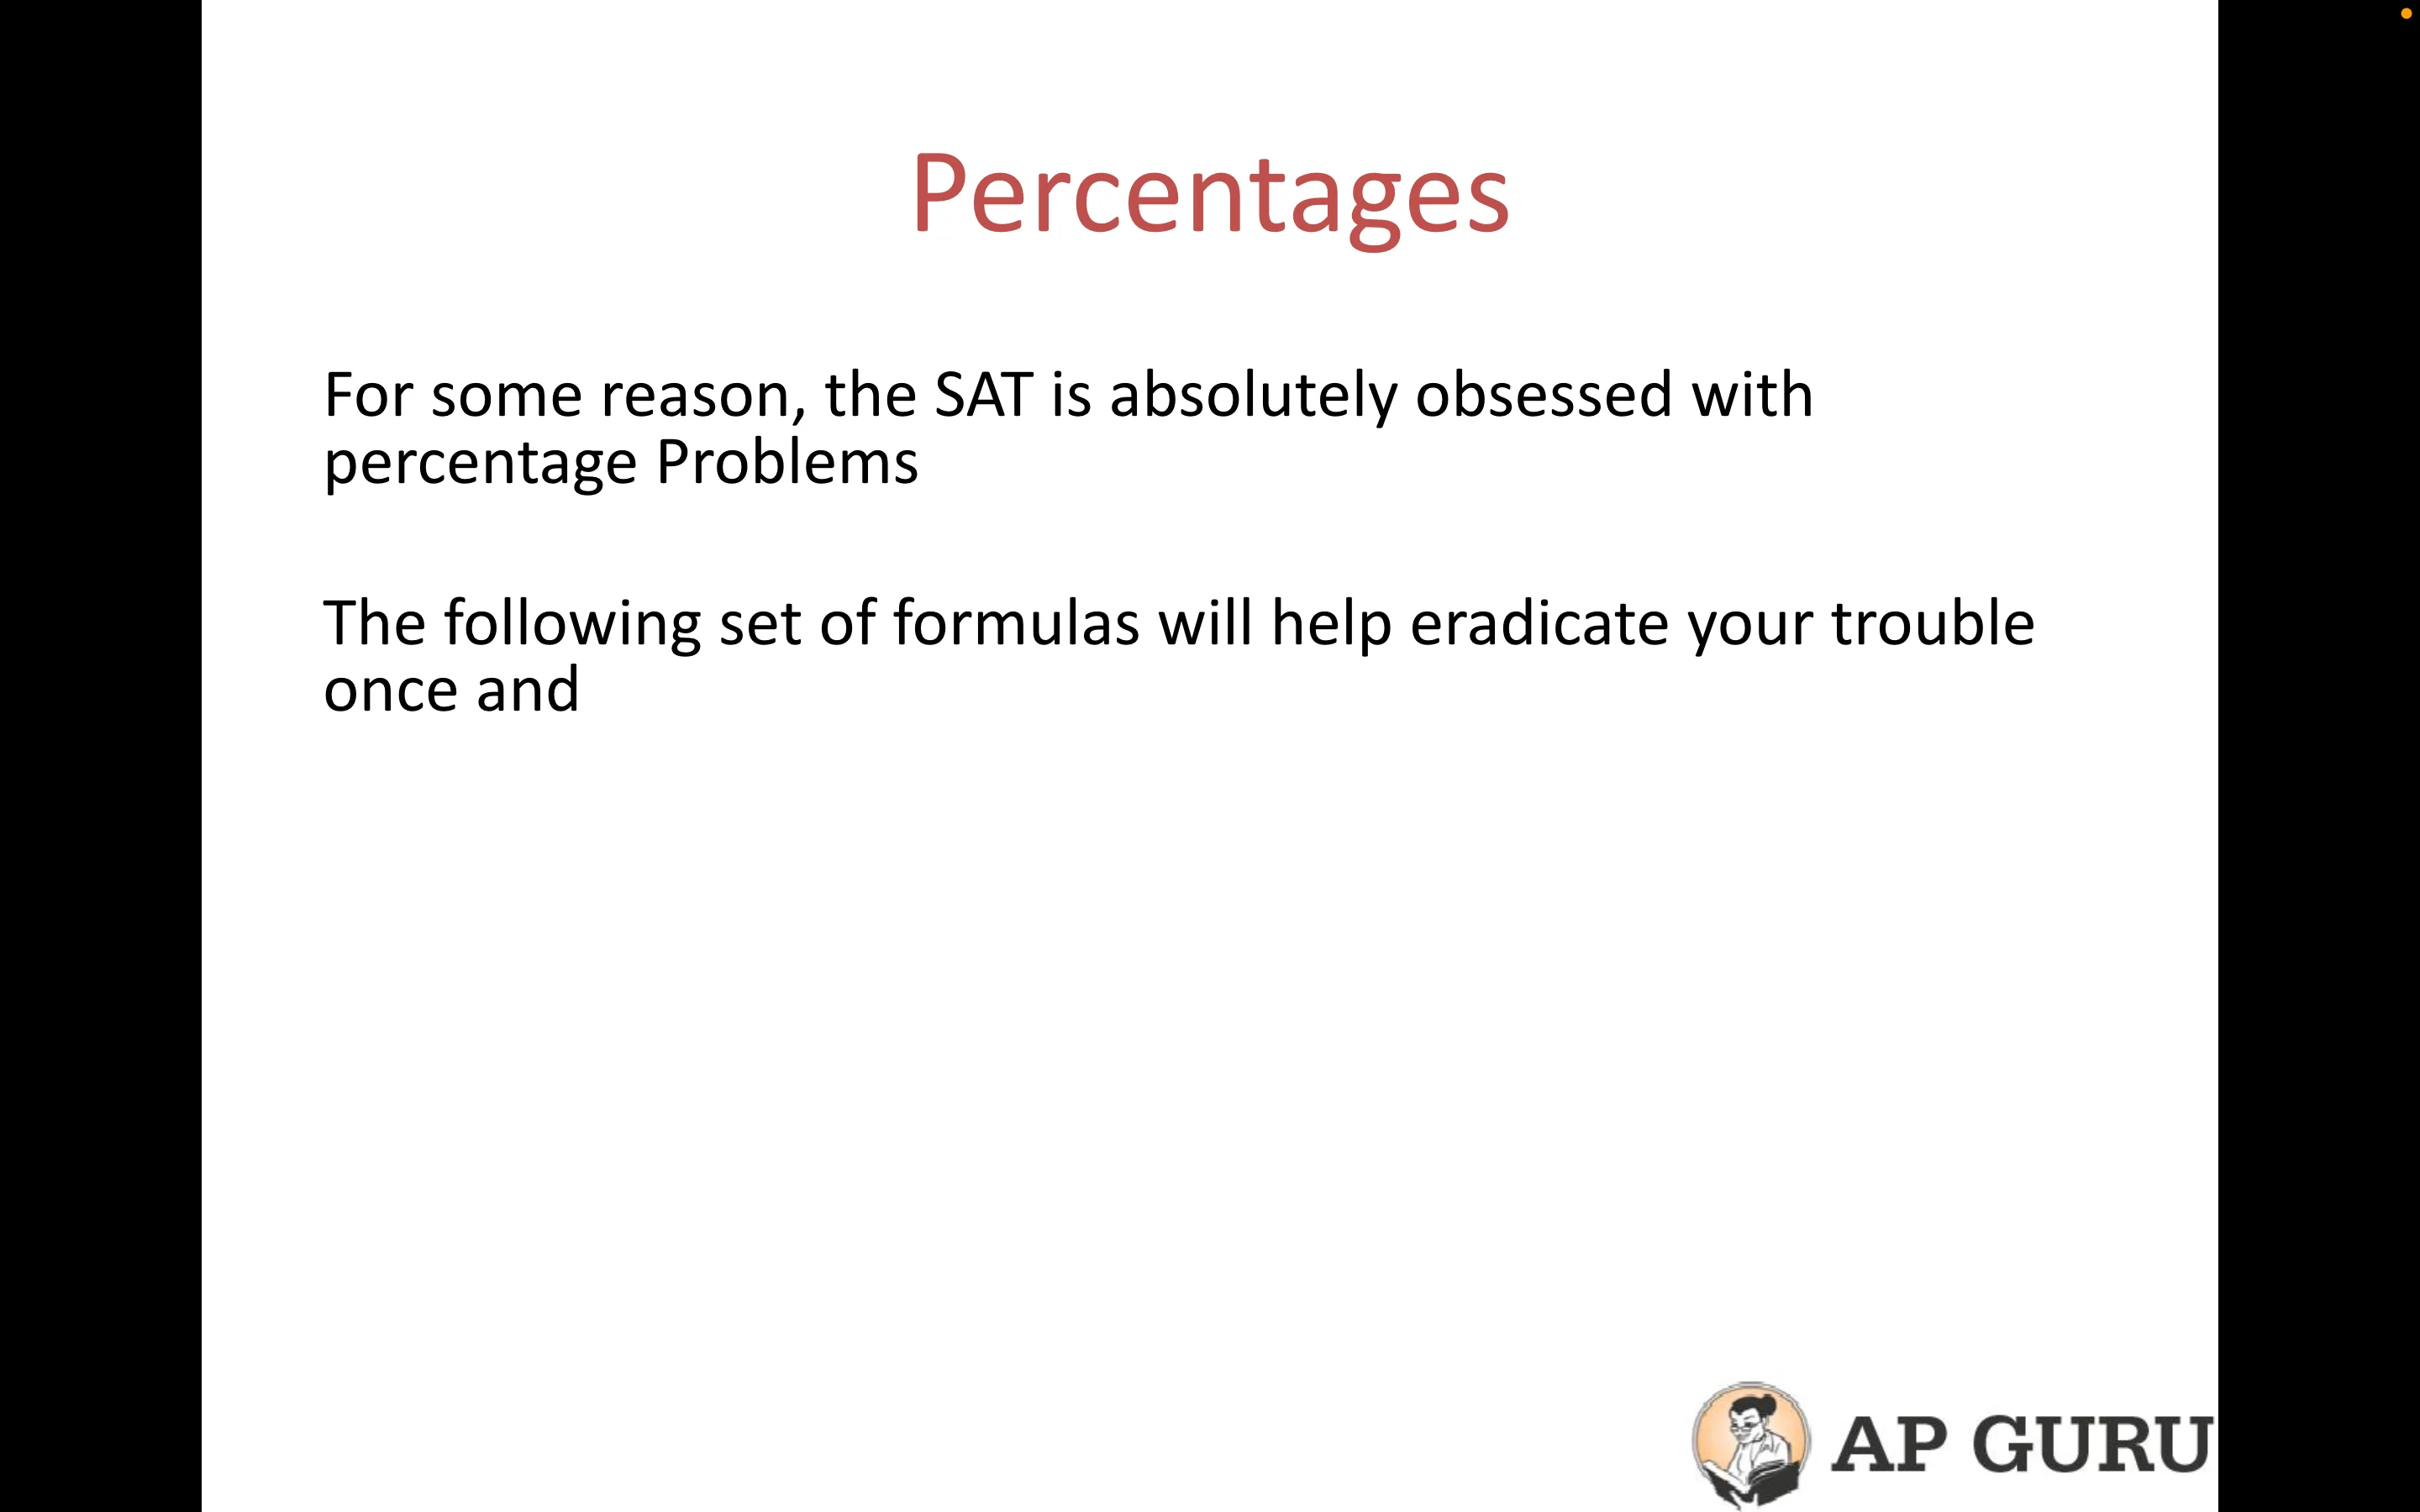 Percentages
For some reason, the SAT is absolutely obsessed with
percentage Problems
The following set of formulas will help eradicate your trouble
once and
AP GURU